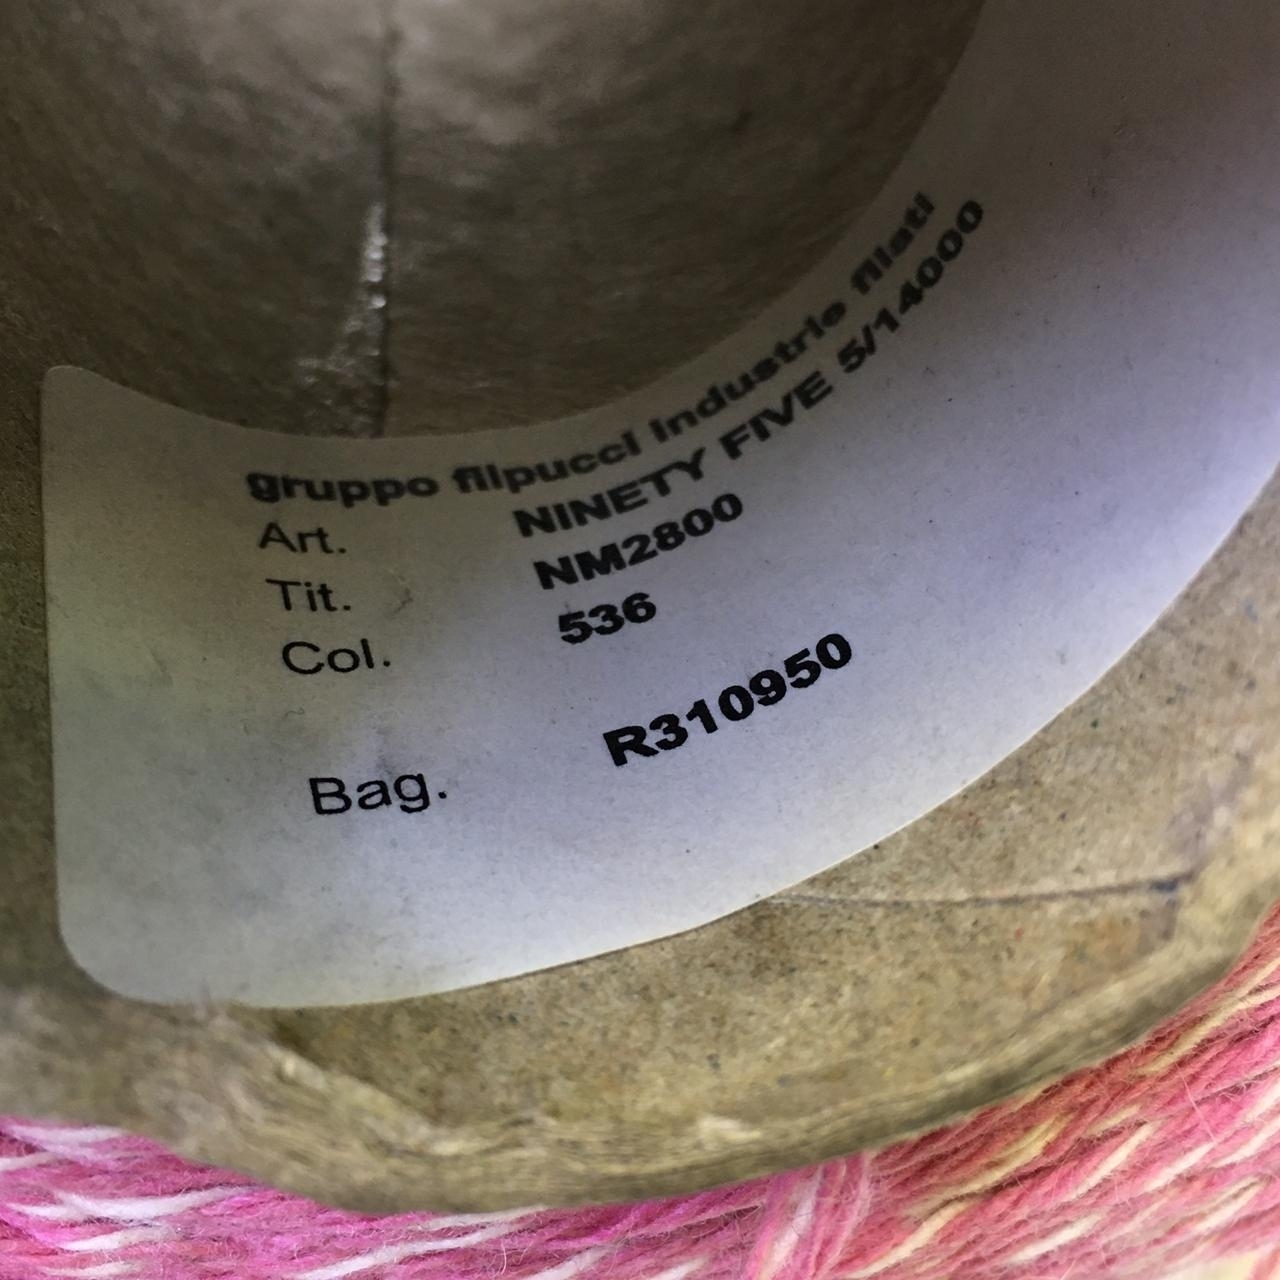 gruppo filpucci industrie filati
Art. NINETY FIVE 5/14000
Tit. NM2800
Col. 536
Bag. R310950